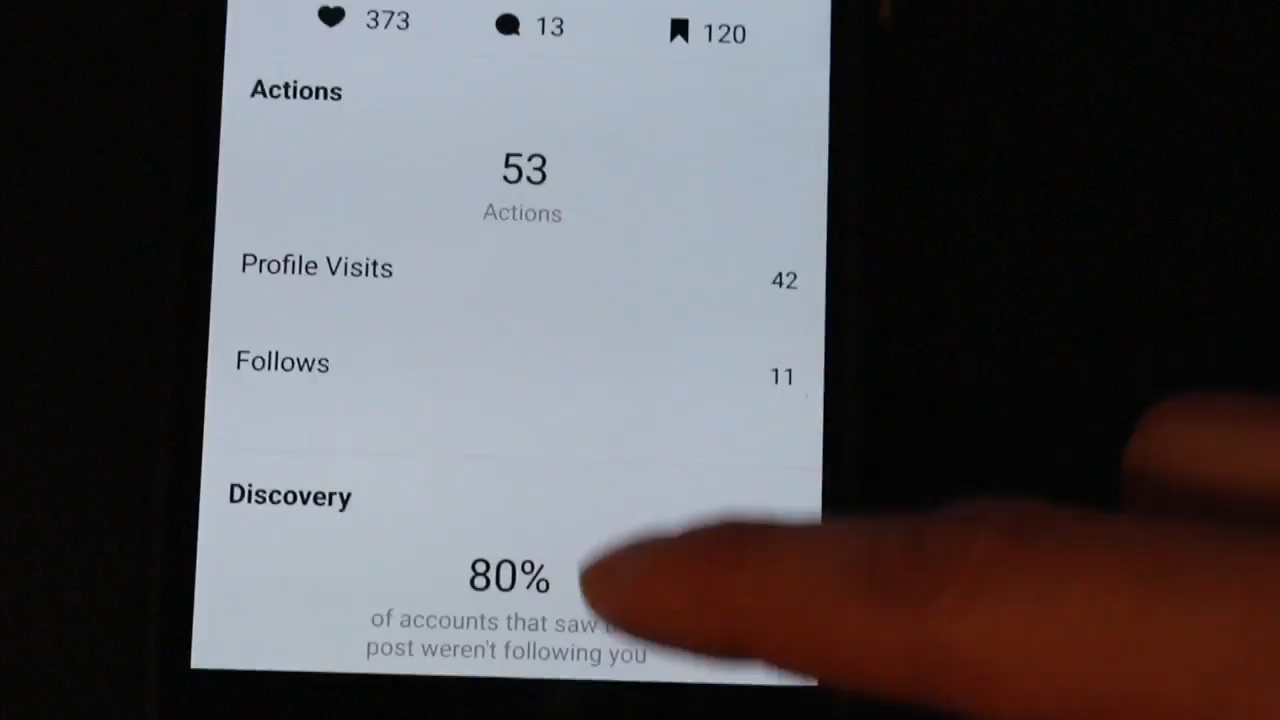 373 13 120
Actions
53
Actions
Profile Visits 42
Follows 11
Discovery
80%
of accounts that saw
post weren't following you